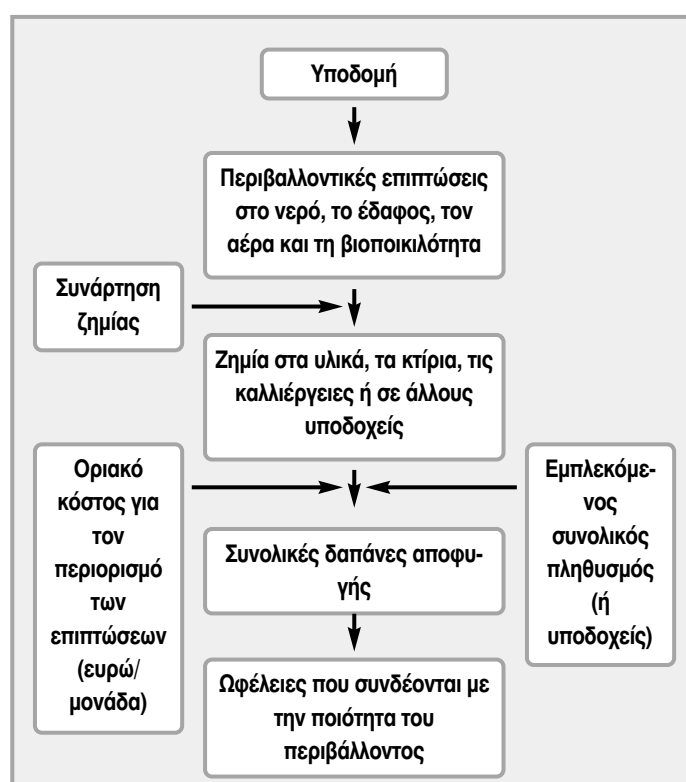 Υποδομή
Περιβαλλοντικές επιπτώσεις
στο νερό, το έδαφος, τον
αέρα και τη βιοποικιλότητα
Συνάρτηση
ζημίας
Ζημία στα υλικά, τα κτίρια, τις
καλλιέργειες ή σε άλλους
υποδοχείς
Οριακό
κόστος για
τον
περιορισμό
των
επιπτώσεων
(ευρώ/
μονάδα)
Εμπλεκόμε-
νος
συνολικός
πληθυσμός
(ή
υποδοχείς)
Συνολικές δαπάνες αποφυ-
γής
Ωφέλειες που συνδέονται με
την ποιότητα του
περιβάλλοντος